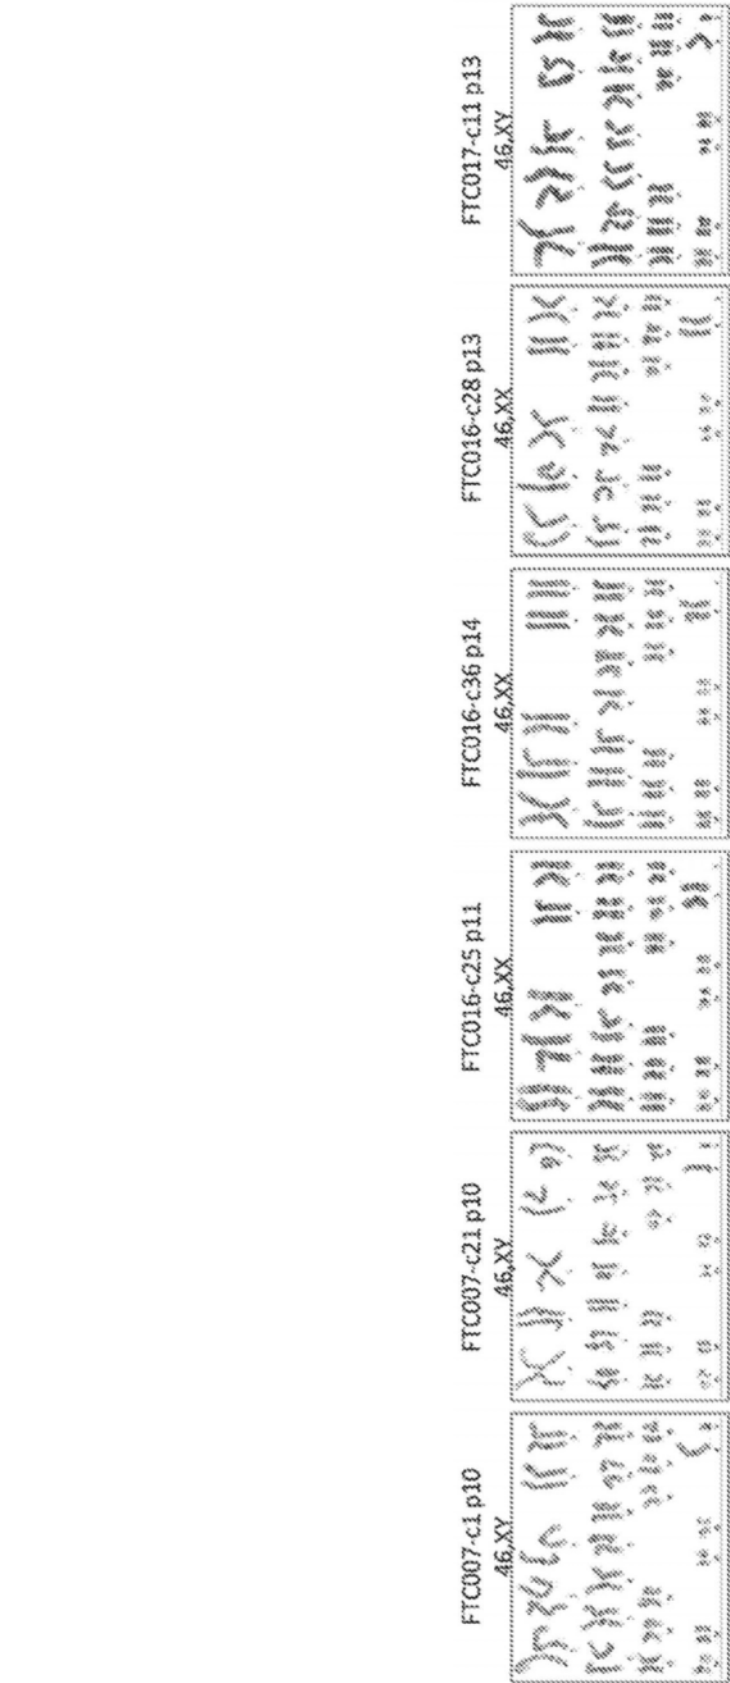 FTC007-c1 p10
46,XY
FTC007-c21 p10
46,XY
FTC016-c25 p11
46,XX
FTC016-c36 p14
46,XX
FTC016-c28 p13
46,XX
FTC017-c11 p13
46,XY